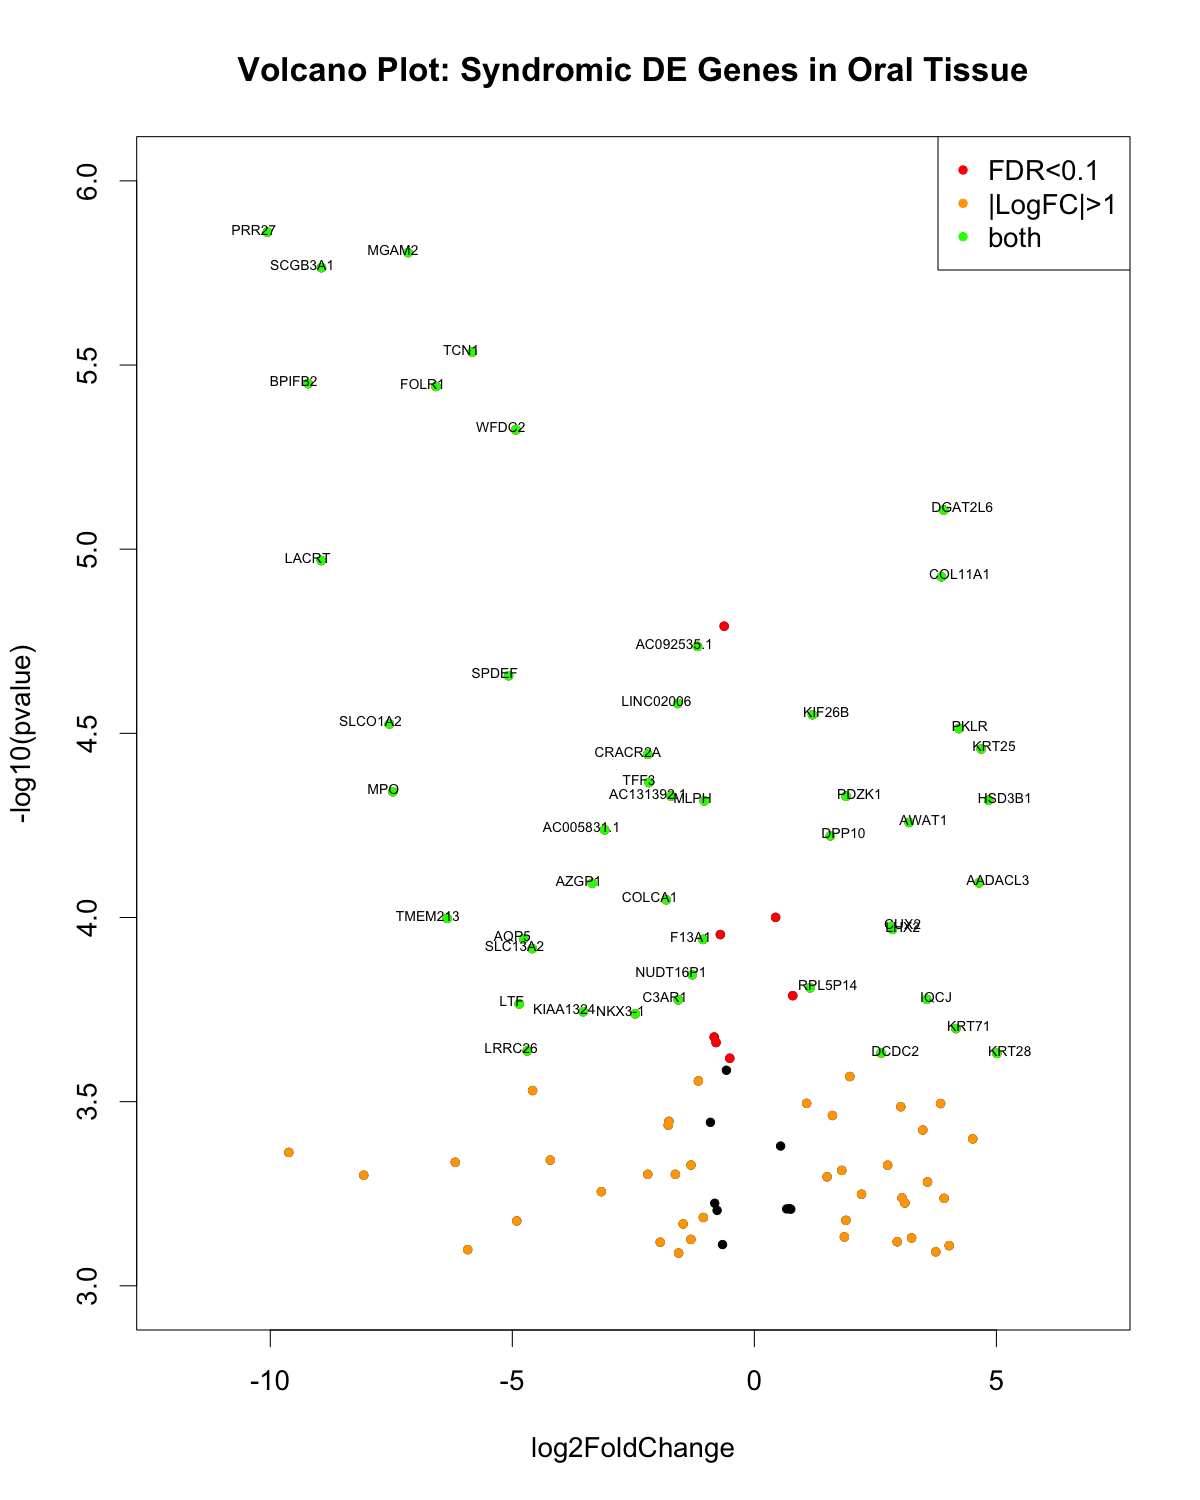 Volcano Plot: Syndromic DE Genes in Oral Tissue
FDR<0.1
|LogFC|>1
both
6.0
5.5
5.0
4.5
4.0
3.5
3.0
-log10(pvalue)
PRR27
MGAM2
SCGB3A1
TCN1
BPIFB2
FOLR1
WFDC2
DGAT2L6
LACRT
COL11A1
AC092535.1
SPDEF
LINC02006
KIF26B
SLCO1A2
PKLR
KRT25
CRACR2A
TFF3
MPO
AC131392.1
MLPH
PDZK1
HSD3B1
AC005831.1
AWAT1
DPP10
AZGP1
AADACL3
COLCA1
TMEM213
LHX2
AQP5
F13A1
SLC13A2
NUDT16P1
RPL5P14
LTF
C3AR1
IQCJ
KIAA1324
NKX3-1
KRT71
LRRC26
DCDC2
KRT28
-10
-5
0
5
log2FoldChange